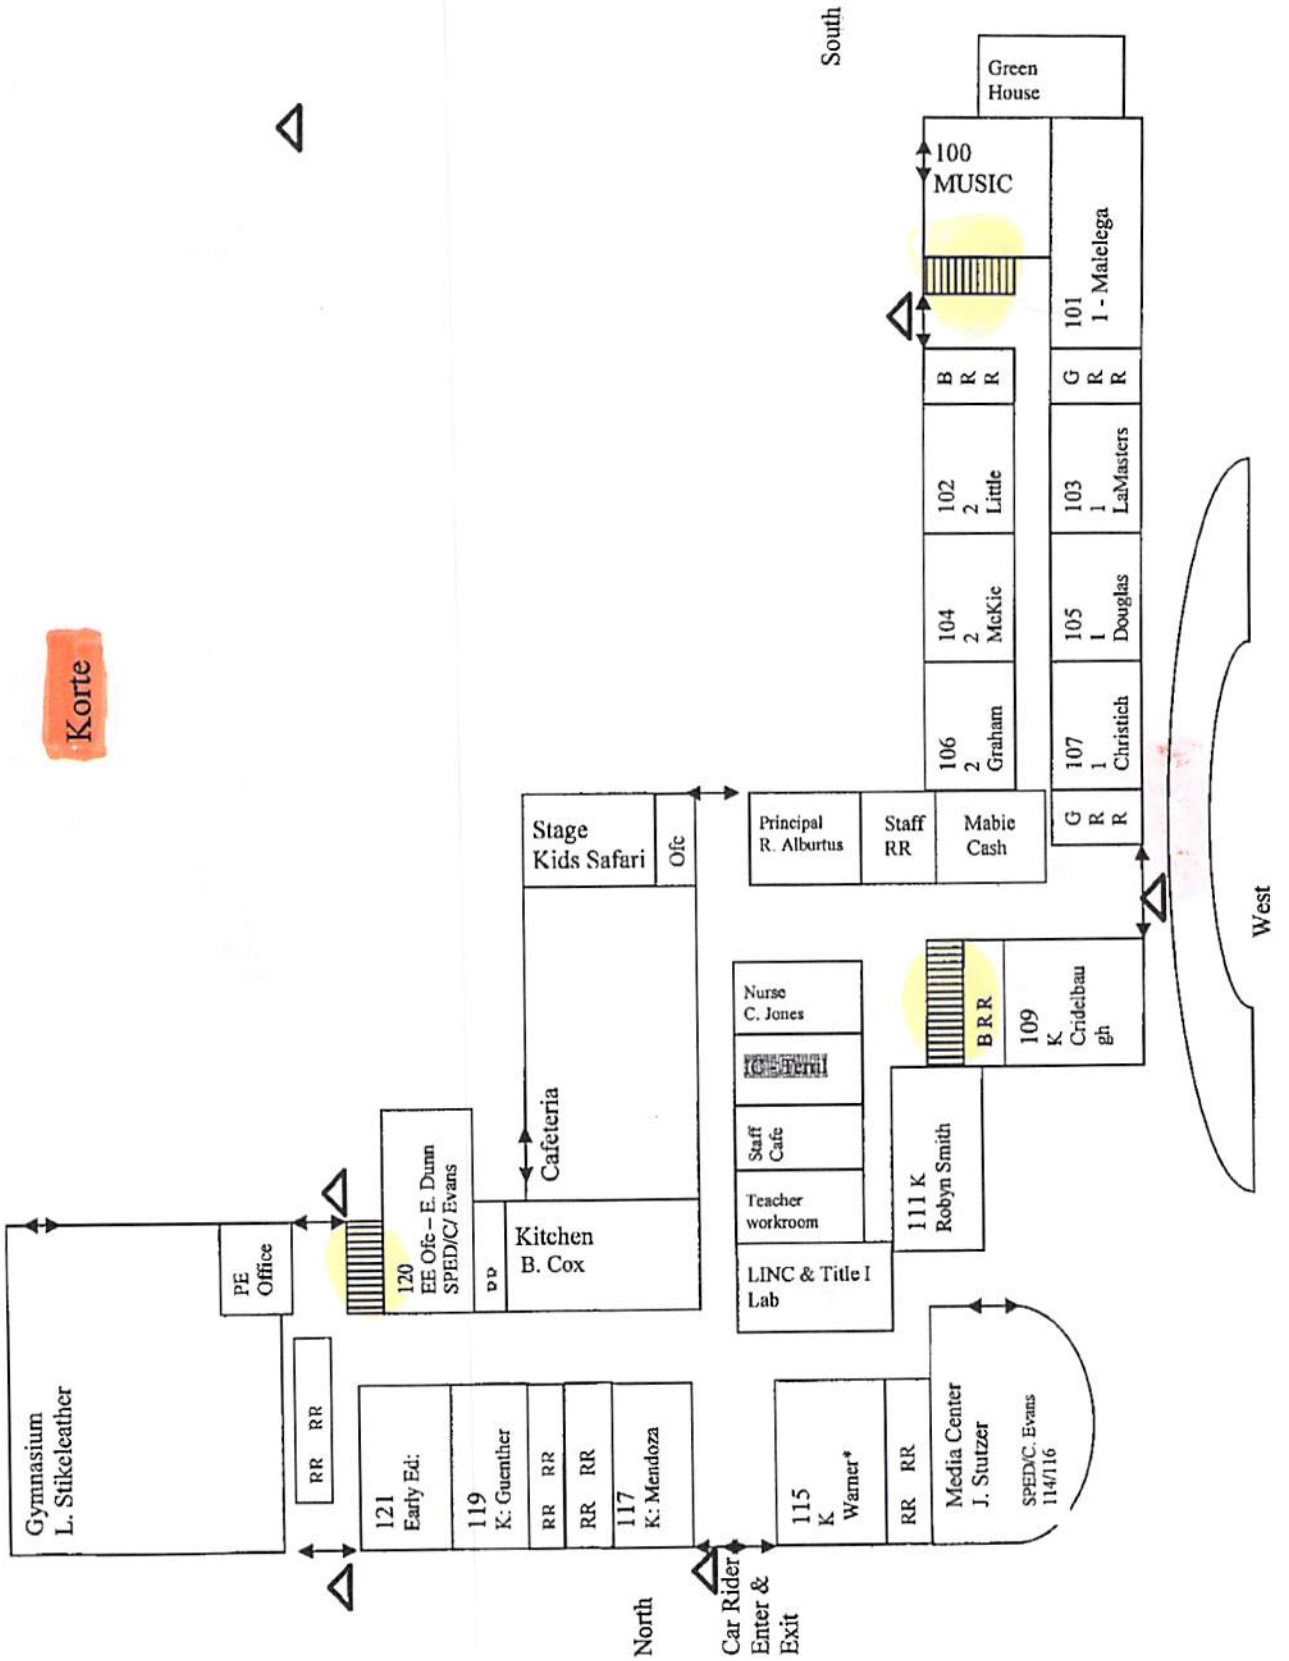 Korte
South
Green
House
100
MUSIC
101
1 - Malelega
B
R
R
G
R
R
102
2
Little
103
1
LaMasters
104
2
McKie
105
1
Douglas
106
2
Graham
107
1
Christich
G
R
R
Stage
Kids Safari
Ofc
Principal
R. Alburtus
Staff
RR
Mabie
Cash
West
Cafeteria
Nurse
C. Jones
Staff
Cafe
Teacher
workroom
LINC & Title I
Lab
B R R
109
K
Cridelbau
gh
111 K
Robyn Smith
Kitchen
B. Cox
120
EE Ofc – E. Dunn
SPED/C/ Evans
PE
Office
Gymnasium
L. Stikeleather
RR RR
121
Early Ed:
119
K: Guenther
RR RR
RR RR
117
K: Mendoza
115
K
Warner*
RR RR
Media Center
J. Stutzer
SPED/C. Evans
114/116
North
Car Rider
Enter &
Exit